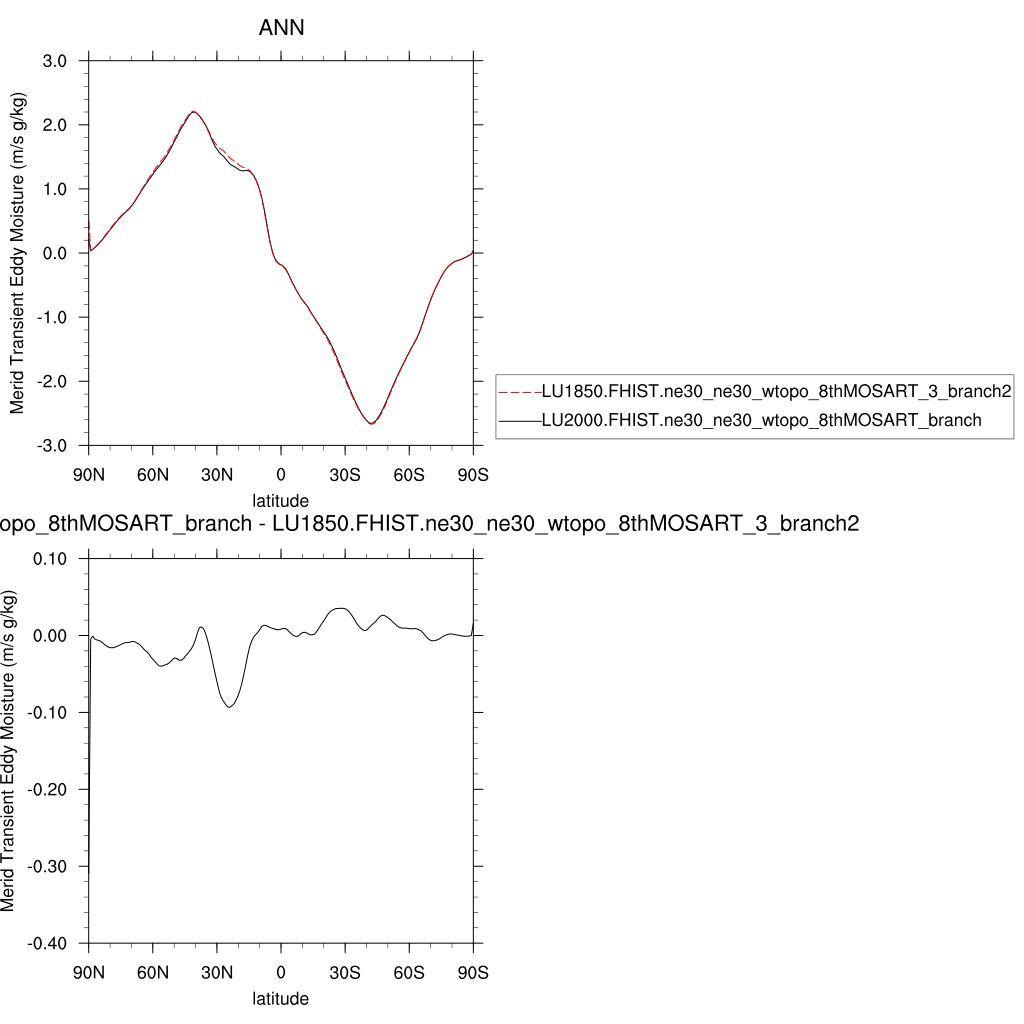 ANN
Merid Transient Eddy Moisture (m/s g/kg)
3.0
2.0
1.0
0.0
-1.0
-2.0
-3.0
90N 60N 30N 0 30S 60S 90S
latitude
LU1850.FHIST.ne30_ne30_wtopo_8thMOSART_3_branch2
LU2000.FHIST.ne30_ne30_wtopo_8thMOSART_branch
opo_8thMOSART_branch - LU1850.FHIST.ne30_ne30_wtopo_8thMOSART_3_branch2
Merid Transient Eddy Moisture (m/s g/kg)
0.10
0.00
-0.10
-0.20
-0.30
-0.40
90N 60N 30N 0 30S 60S 90S
latitude